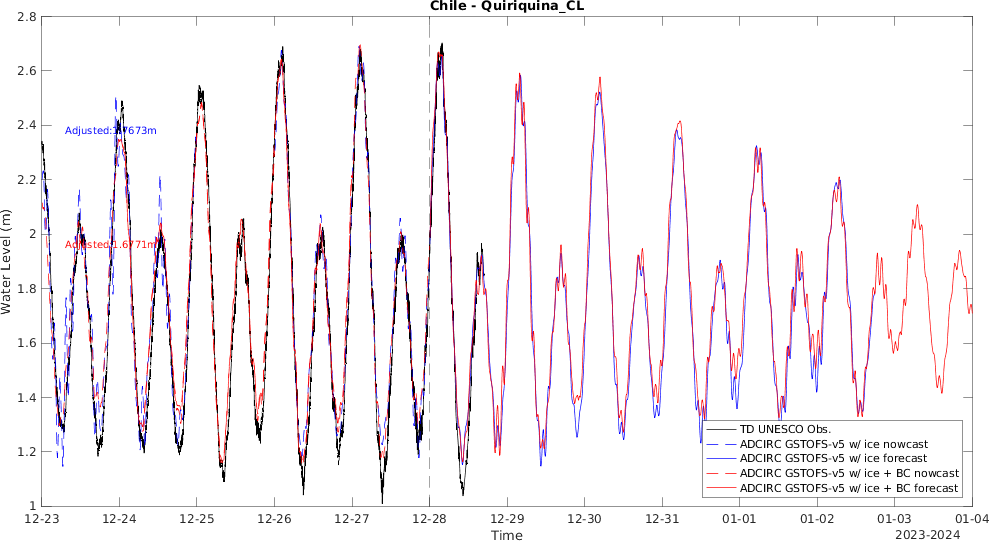 Chile - Quiriquina_CL
2.8
2.6
2.4
2.2
2
1.8
1.6
1.4
1.2
1
Water Level (m)
Adjusted:1.7673m
Adjusted:1.6771m
TD UNESCO Obs.
ADCIRC GSTOFS-v5 w/ ice nowcast
ADCIRC GSTOFS-v5 w/ ice forecast
ADCIRC GSTOFS-v5 w/ ice + BC nowcast
ADCIRC GSTOFS-v5 w/ ice + BC forecast
12-23 12-24 12-25 12-26 12-27 12-28 12-29 12-30 12-31 01-01 01-02 01-03 01-04
Time
2023-2024